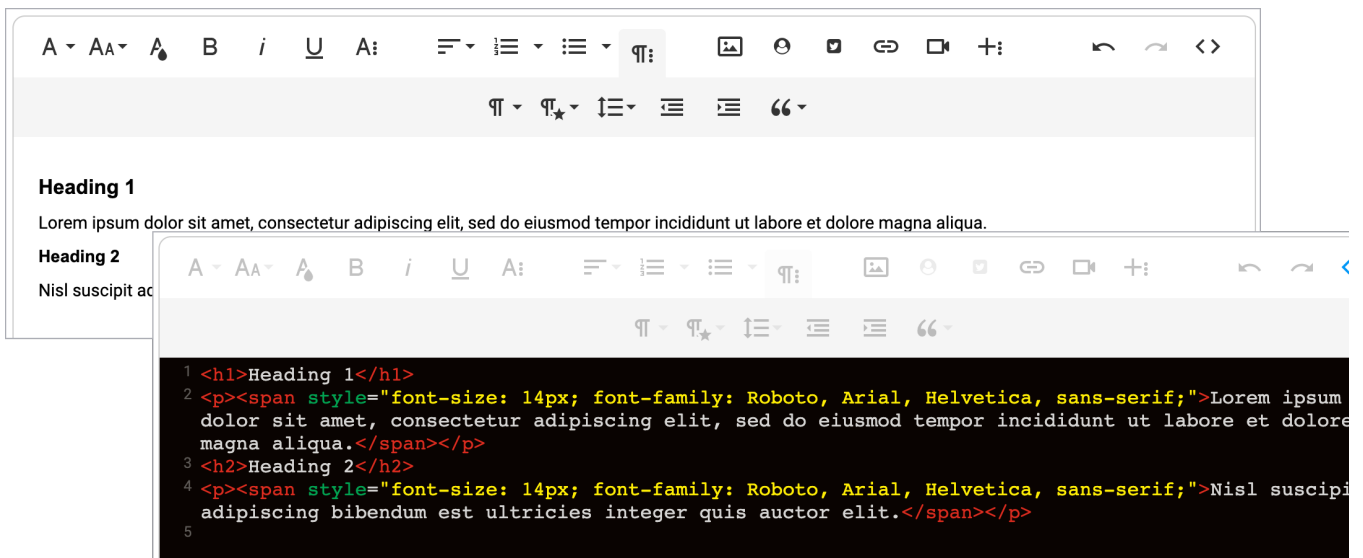 A AA A B i U A
Heading 1
Lorem ipsum dolor sit amet, consectetur adipiscing elit, sed do eiusmod tempor incididunt ut labore et dolore magna aliqua.
Heading 2
Nisl suscipit
A AA A B i U A
1 <h1>Heading 1</h1>
2 <p><span style="font-size: 14px; font-family: Roboto, Arial, Helvetica, sans-serif;">Lorem ipsum
dolor sit amet, consectetur adipiscing elit, sed do eiusmod tempor incididunt ut labore et dolore
magna aliqua.</span></p>
3 <h2>Heading 2</h2>
4 <p><span style="font-size: 14px; font-family: Roboto, Arial, Helvetica, sans-serif;">Nisl suscipi
adipiscing bibendum est ultricies integer quis auctor elit.</span></p>
5